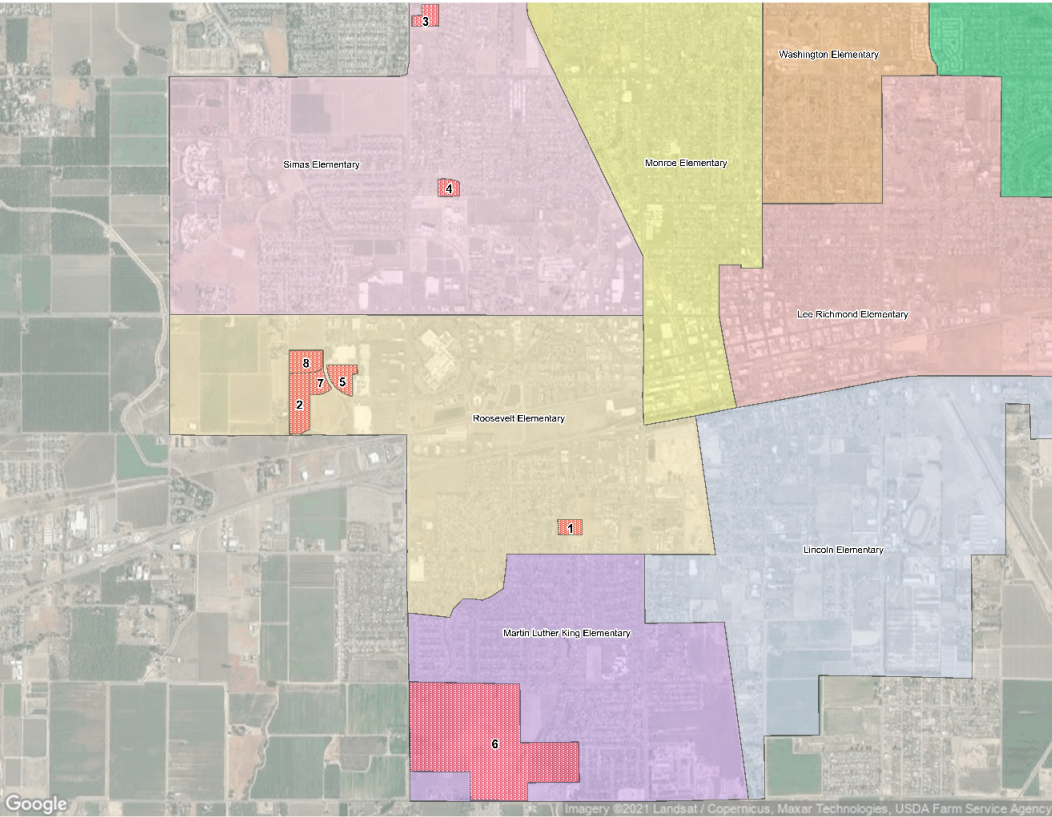 3
Washington Elementary
Simas Elementary
Monroe Elementary
4
Lee Richmond Elementary
8
7
5
2
Roosevelt Elementary
1
Lincoln Elementary
Martin Luther King Elementary
6
Google
Imagery ©2021 Landsat / Copernicus, Maxar Technologies, USDA Farm Service Agency